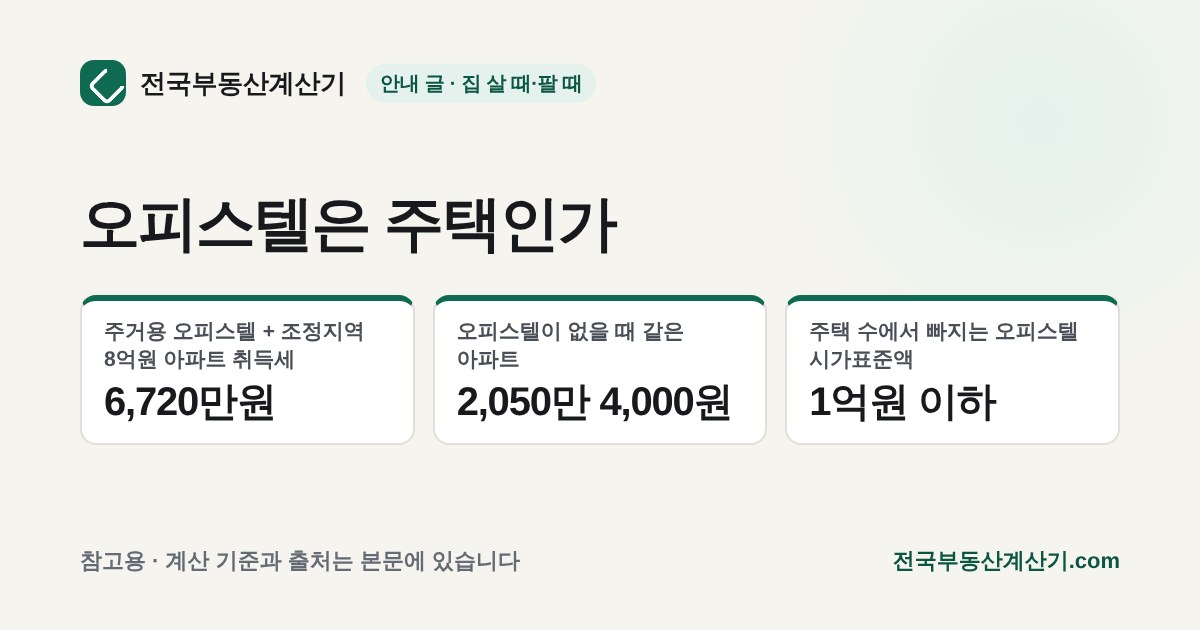 전국부동산계산기
안내 글 · 집 살 때·팔 때
오피스텔은 주택인가
주거용 오피스텔 + 조정지역
8억원 아파트 취득세
6,720만원
오피스텔이 없을 때 같은
아파트
2,050만 4,000원
주택 수에서 빠지는 오피스텔
시가표준액
1억원 이하
참고용 · 계산 기준과 출처는 본문에 있습니다
전국부동산계산기.com